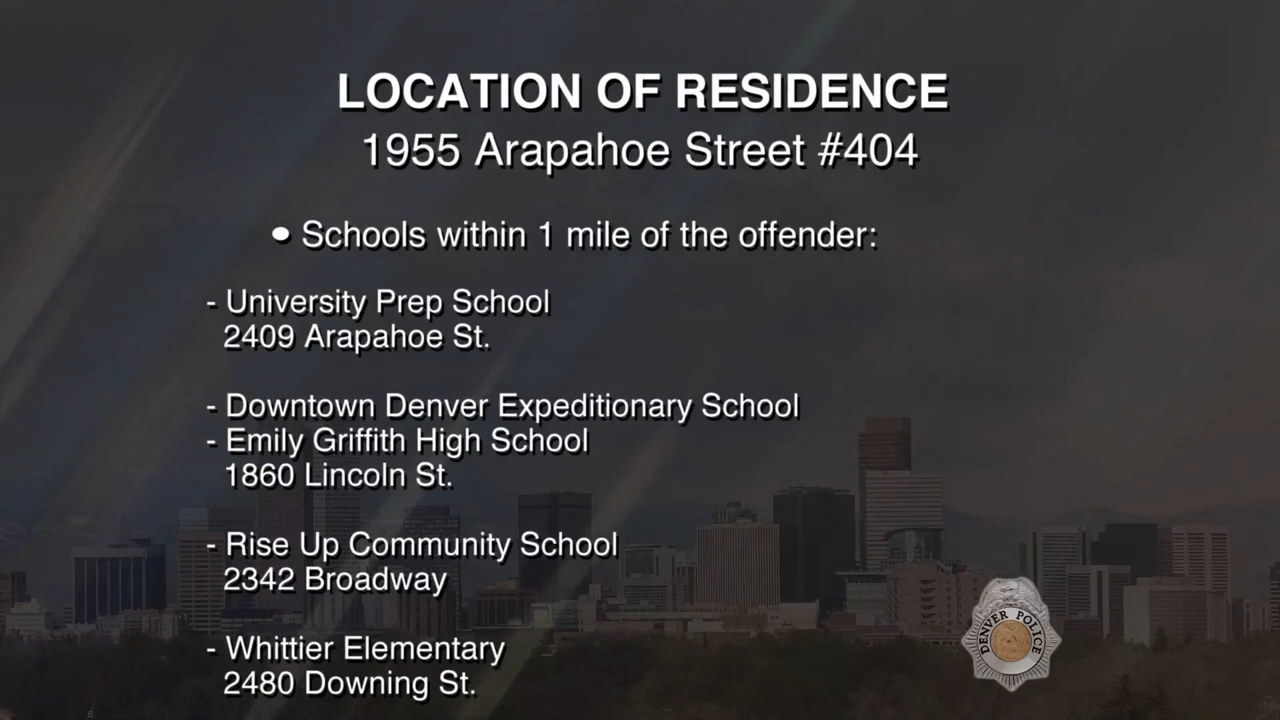 LOCATION OF RESIDENCE
1955 Arapahoe Street #404
• Schools within 1 mile of the offender:
- University Prep School
2409 Arapahoe St.
- Downtown Denver Expeditionary School
- Emily Griffith High School
1860 Lincoln St.
- Rise Up Community School
2342 Broadway
- Whittier Elementary
2480 Downing St.
DENVER POLICE